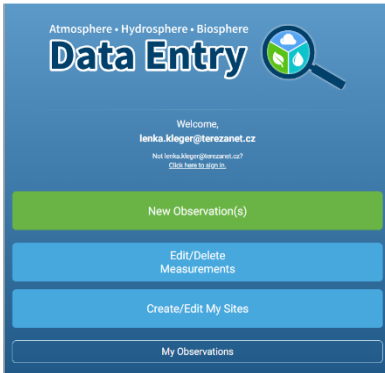 Atmosphere • Hydrosphere • Biosphere
Data Entry
Welcome,
lenka.kleger@terezanet.cz
Not lenka.kleger@terezanet.cz?
Click here to sign in.
New Observation(s)
Edit/Delete
Measurements
Create/Edit My Sites
My Observations